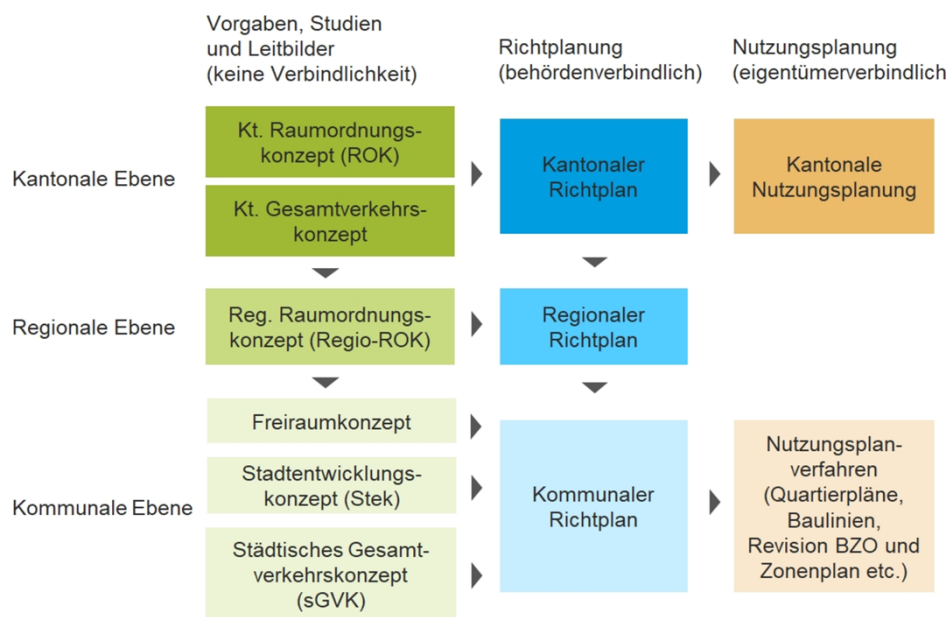 Vorgaben, Studien
und Leitbilder
(keine Verbindlichkeit)
Richtplanung
(behördenverbindlich)
Nutzungsplanung
(eigentümerverbindlich
Kantonale Ebene
Kt. Raumordnungs-
konzept (ROK)
Kt. Gesamtverkehrs-
konzept
Kantonaler
Richtplan
Kantonale
Nutzungsplanung
Regionale Ebene
Reg. Raumordnungs-
konzept (Regio-ROK)
Regionaler
Richtplan
Kommunale Ebene
Freiraumkonzept
Stadtentwicklungs-
konzept (Stek)
Städtisches Gesamt-
verkehrskonzept
(sGVK)
Kommunaler
Richtplan
Nutzungsplan-
verfahren
(Quartierpläne,
Baulinien,
Revision BZO und
Zonenplan etc.)